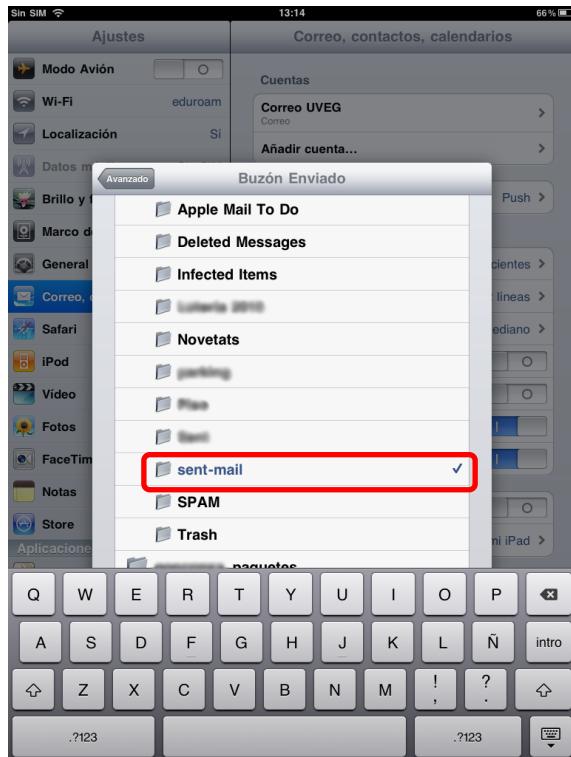 Sin SIM 13:14 66 %
Ajustes
Correo, contactos, calendarios
Modo Avión
Wi-Fi eduroam
Localización Sí
Datos m
Brillo y f
Marco d
General
Correo, c
Safari
iPod
Vídeo
Fotos
FaceTim
Notas
Store
Aplicacione
Cuentas
Correo UVEG
Correo
Añadir cuenta...
Push
cientes
líneas
ediano
mi iPad
Avanzado
Buzón Enviado
Apple Mail To Do
Deleted Messages
Infected Items
Novetats
sent-mail
SPAM
Trash
paquetes
Q W E R T Y U I O P
A S D F G H J K L Ñ intro
Z X C V B N M ! , ? .
.?123 .?123